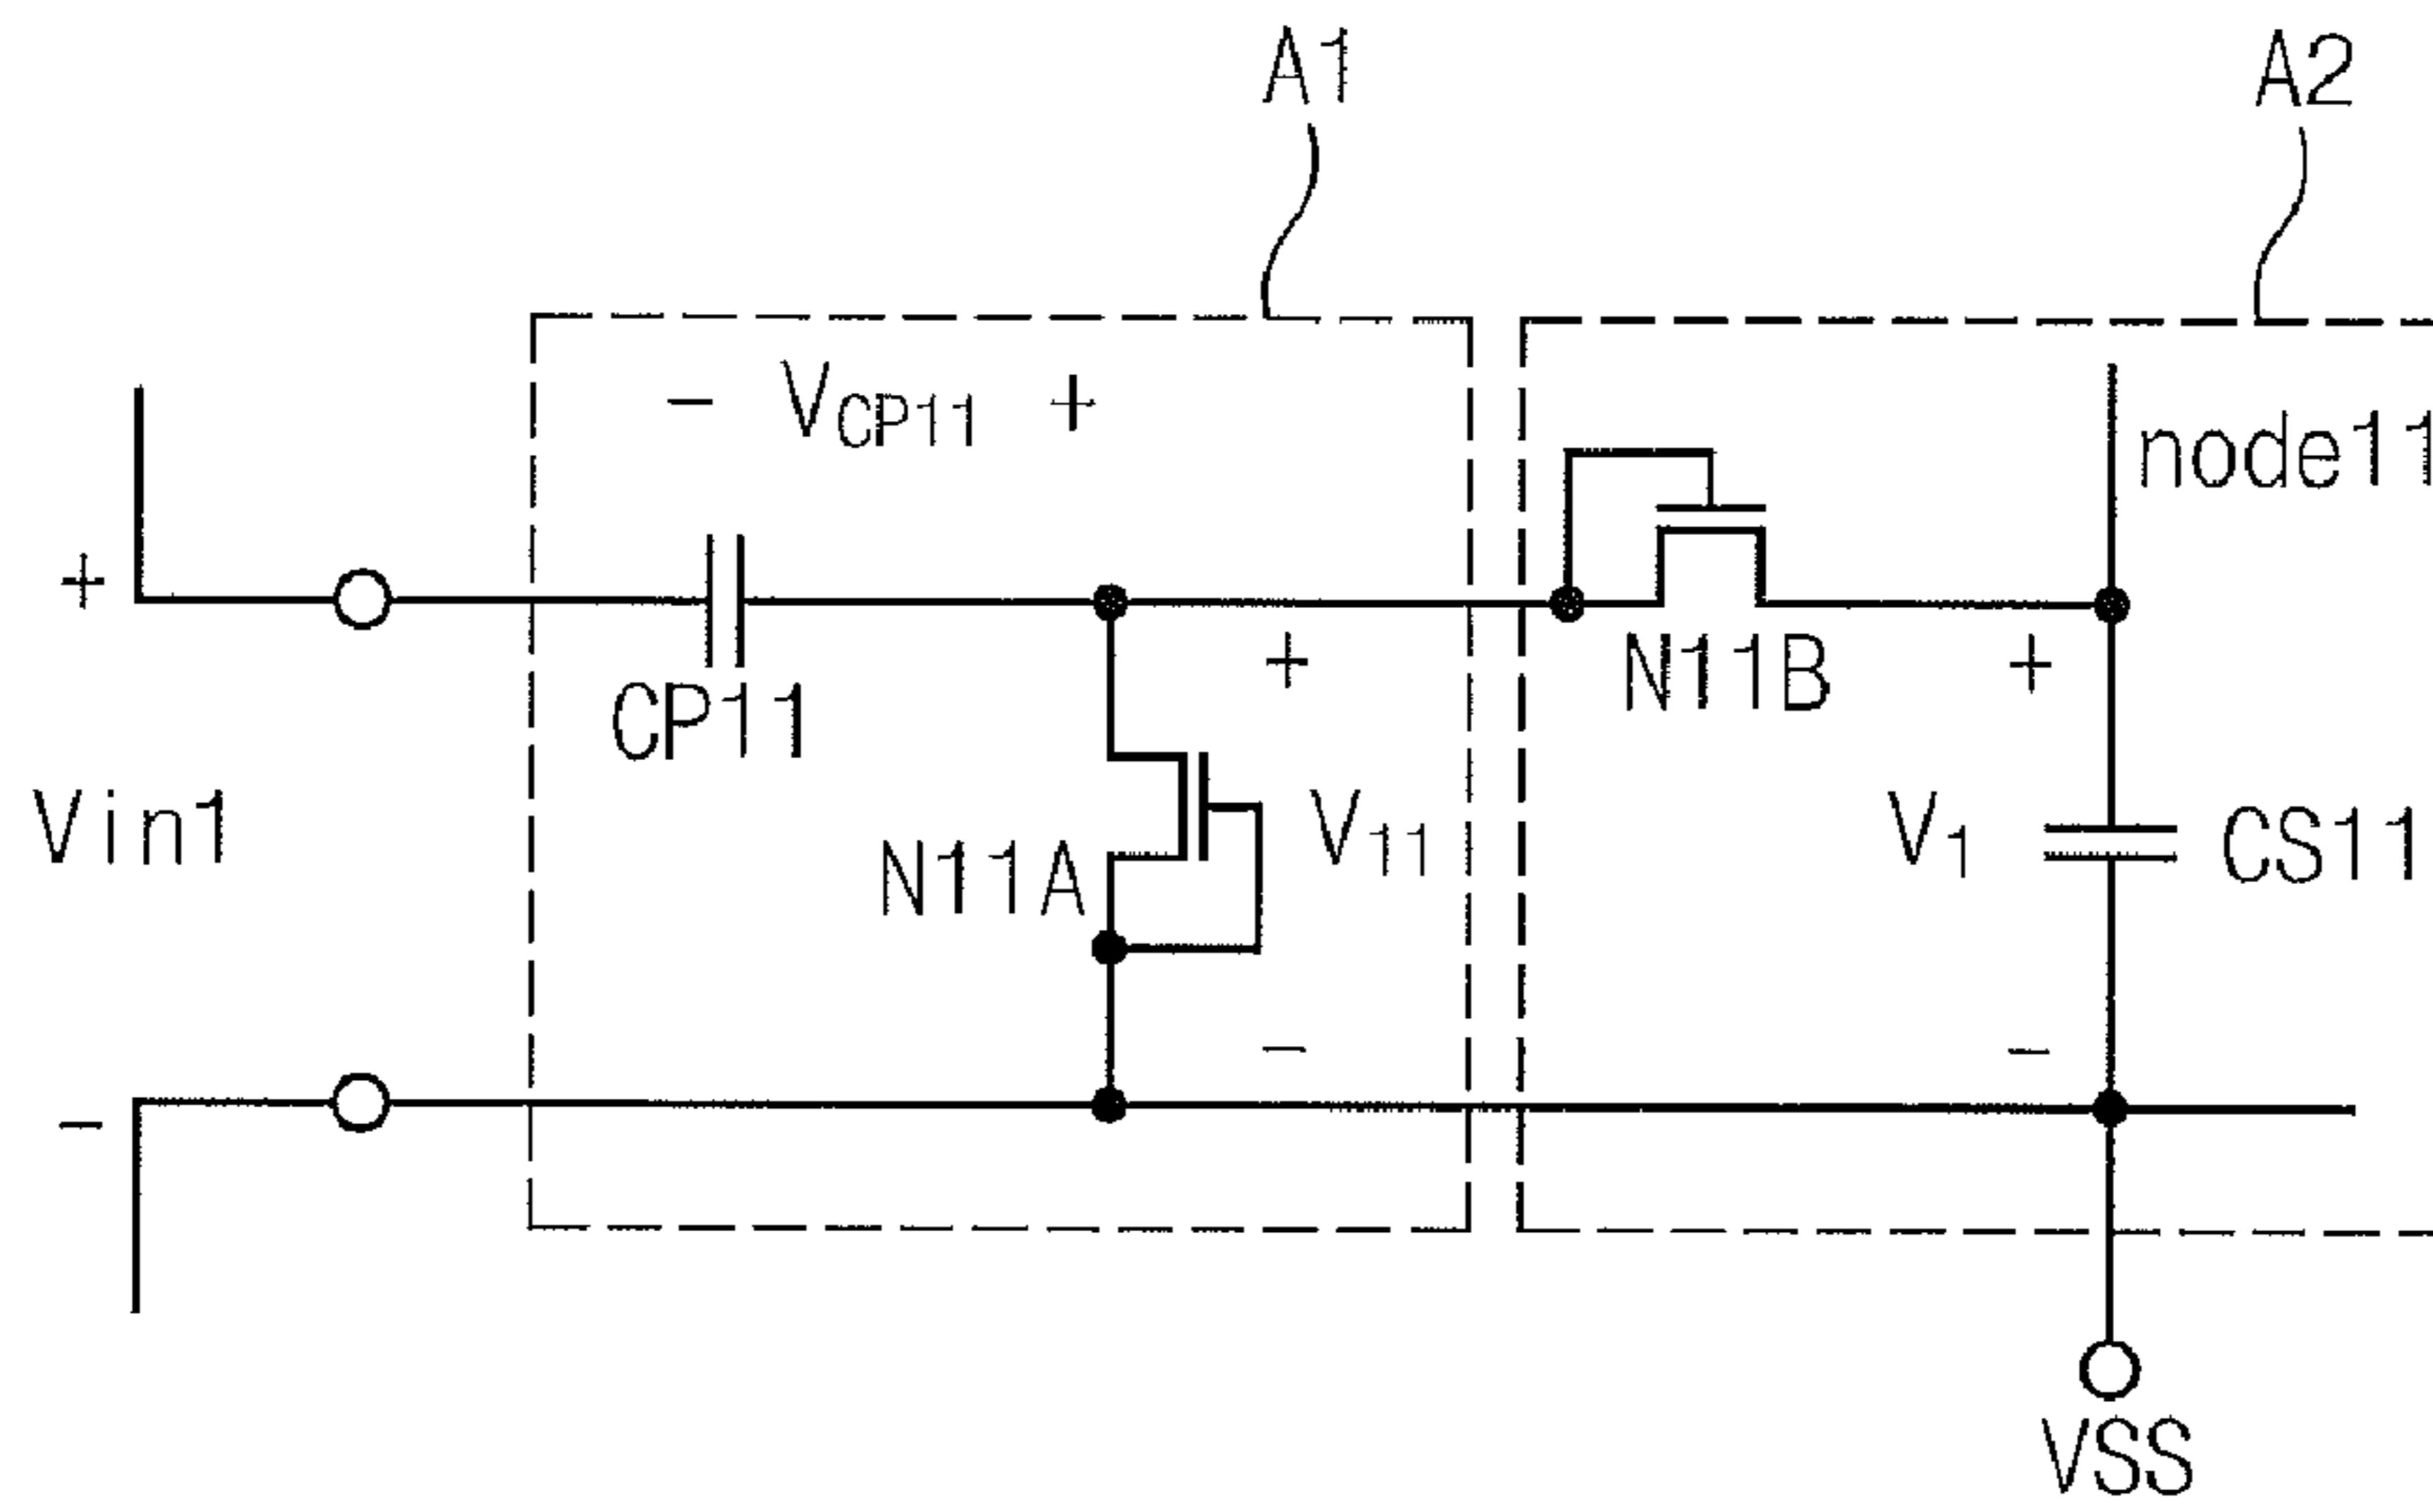 A1
A2
− VCP11 +
node11
+
+
N11B
+
CP11
Vin1
N11A
V11
V1
CS11
−
−
−
VSS